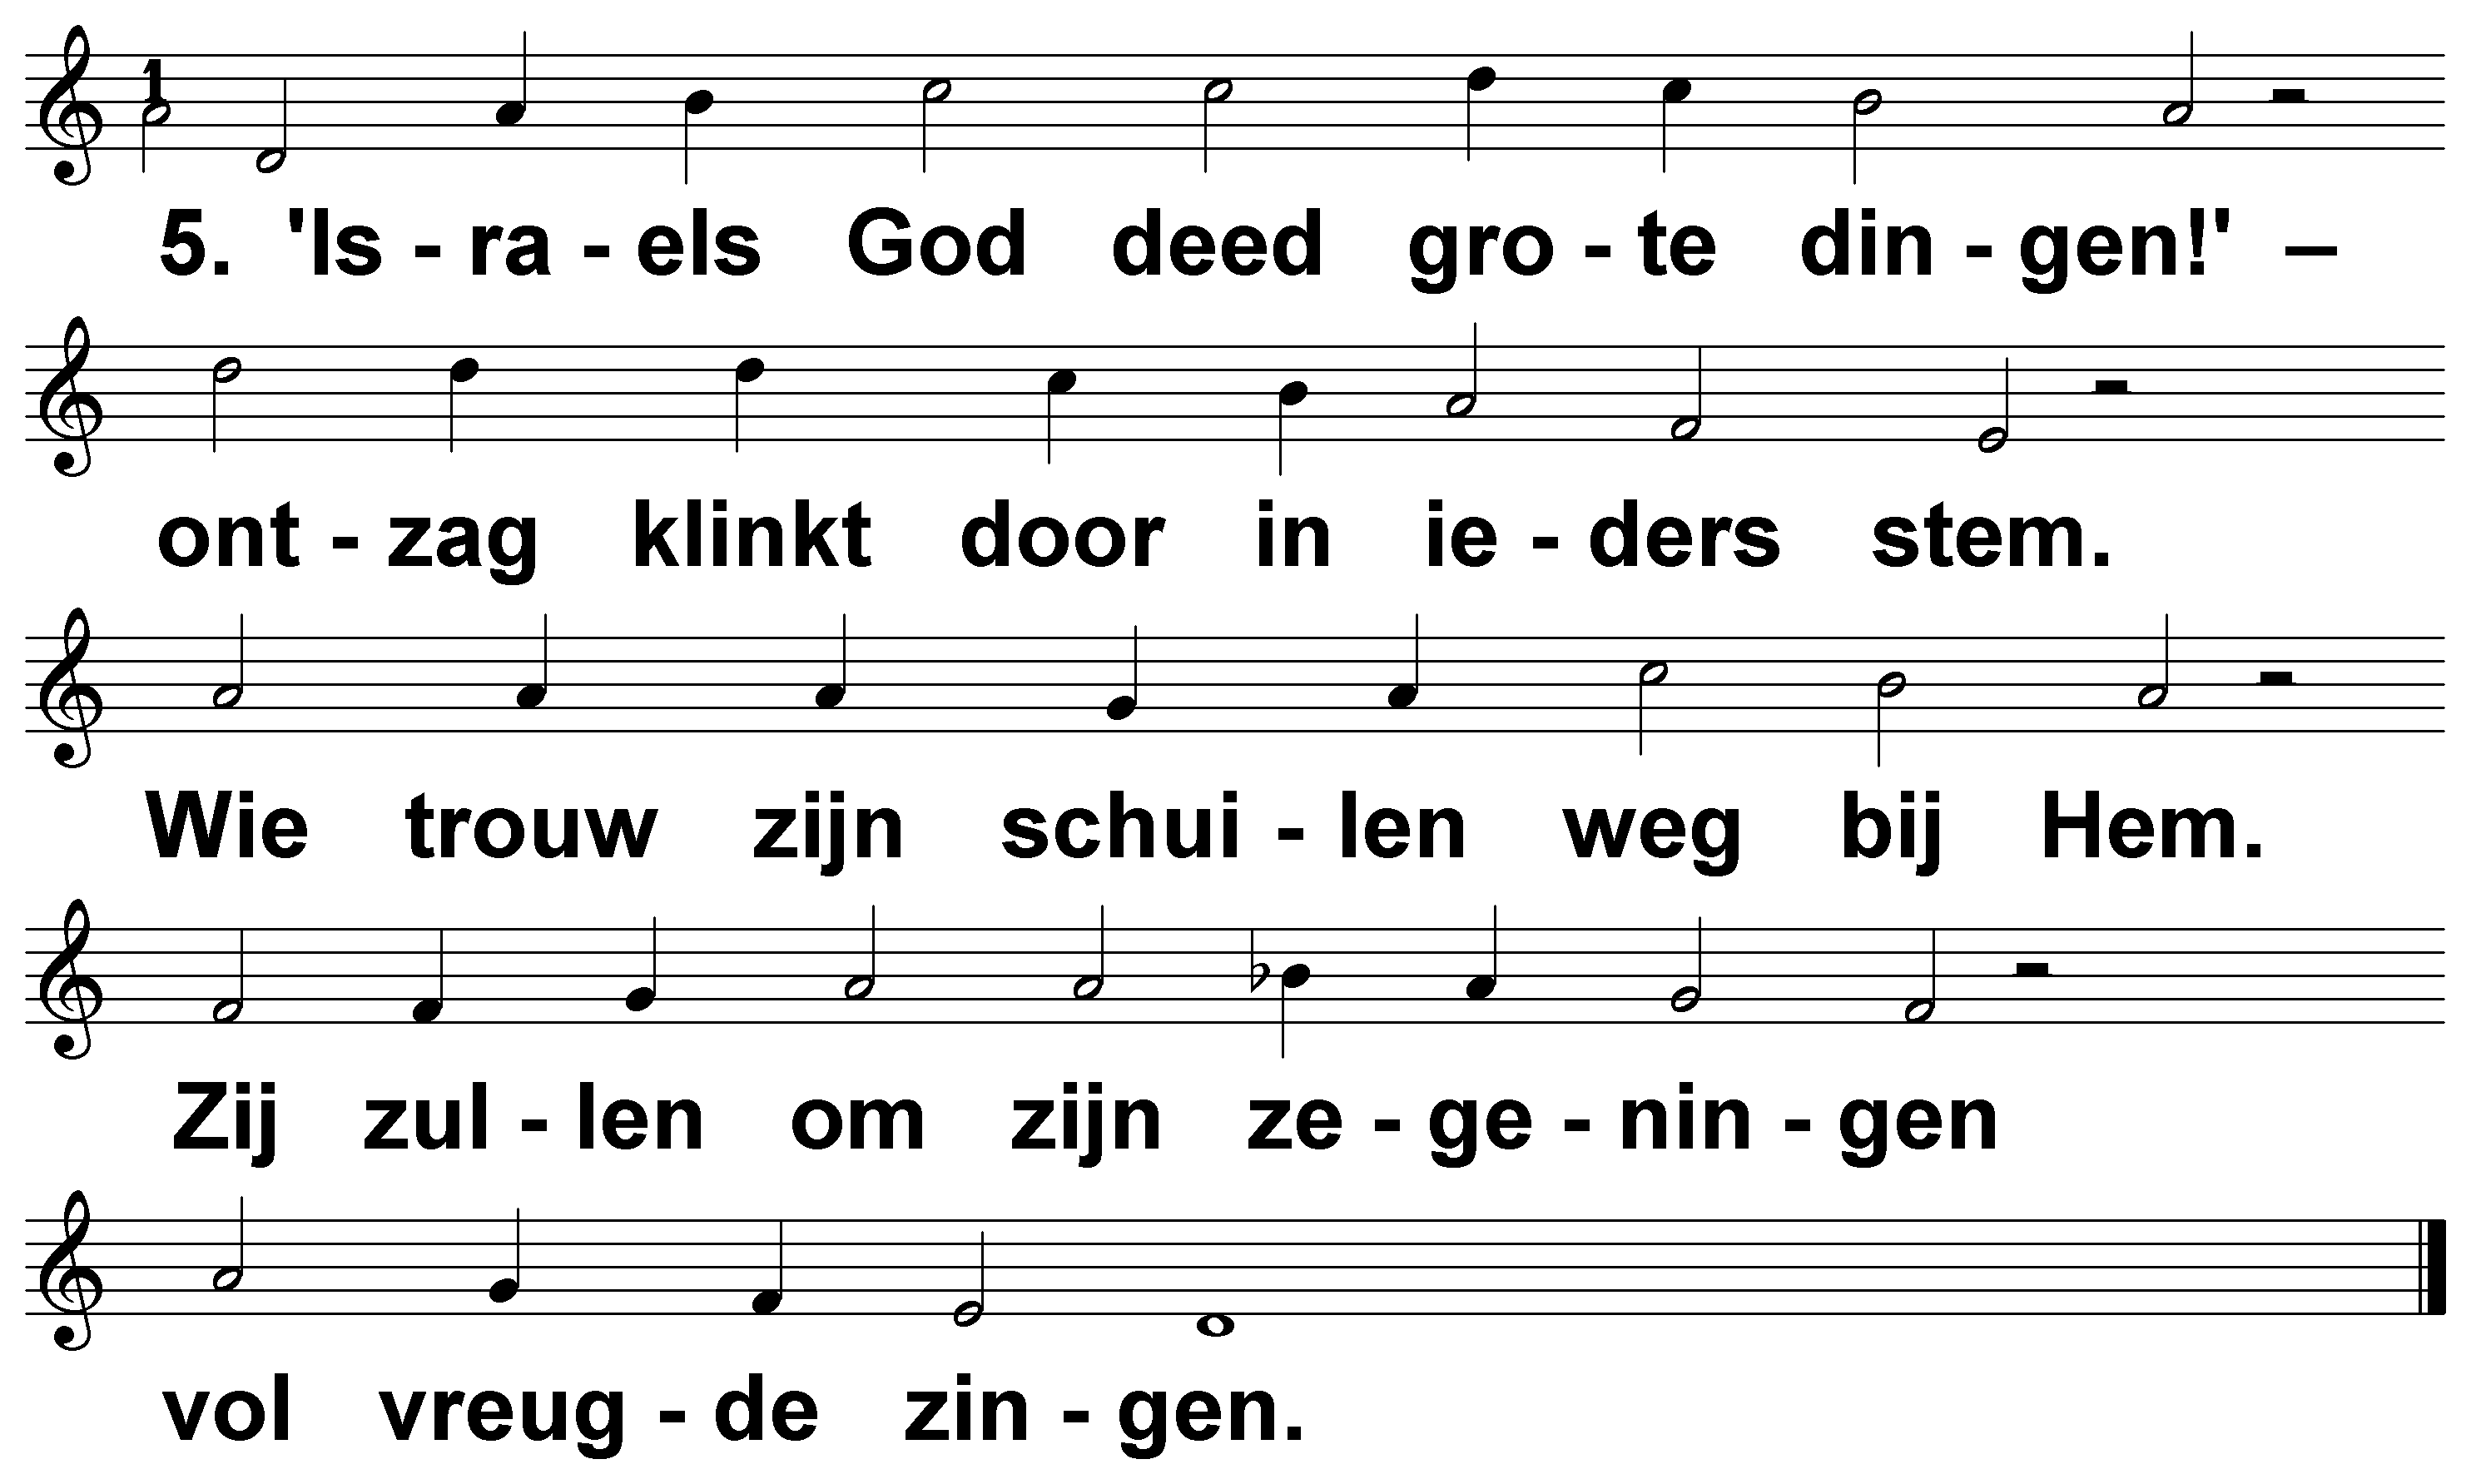 1
5. 'Is - ra - els God deed gro - te din - gen!' –
ont - zag klinkt door in ie - ders stem.
Wie trouw zijn schui - len weg bij Hem.
Zij zul - len om zijn ze - ge - nin - gen
vol vreug - de zin - gen.